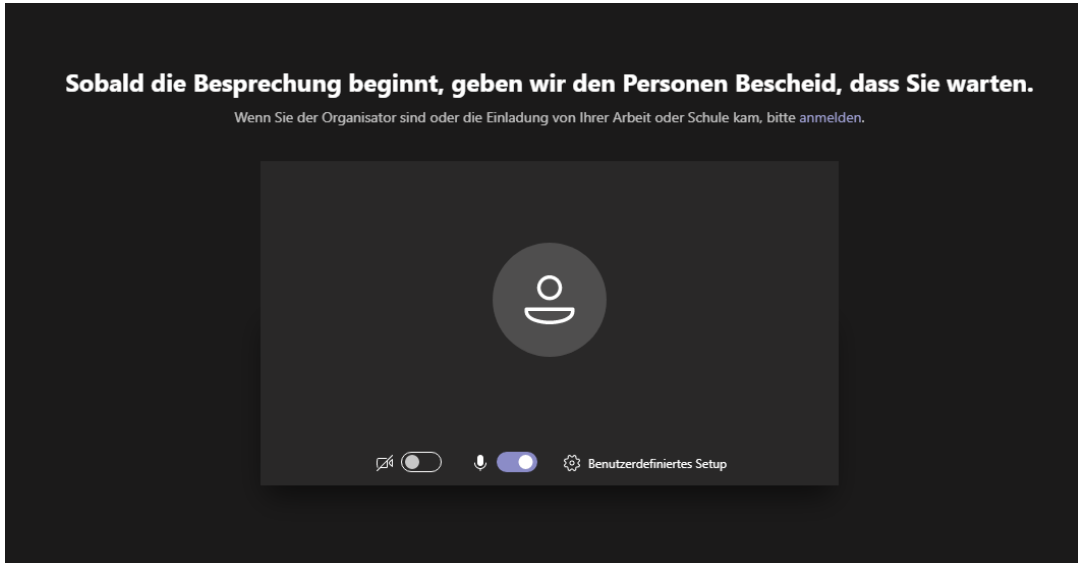 Sobald die Besprechung beginnt, geben wir den Personen Bescheid, dass Sie warten.
Wenn Sie der Organisator sind oder die Einladung von Ihrer Arbeit oder Schule kam, bitte anmelden.
Benutzerdefiniertes Setup